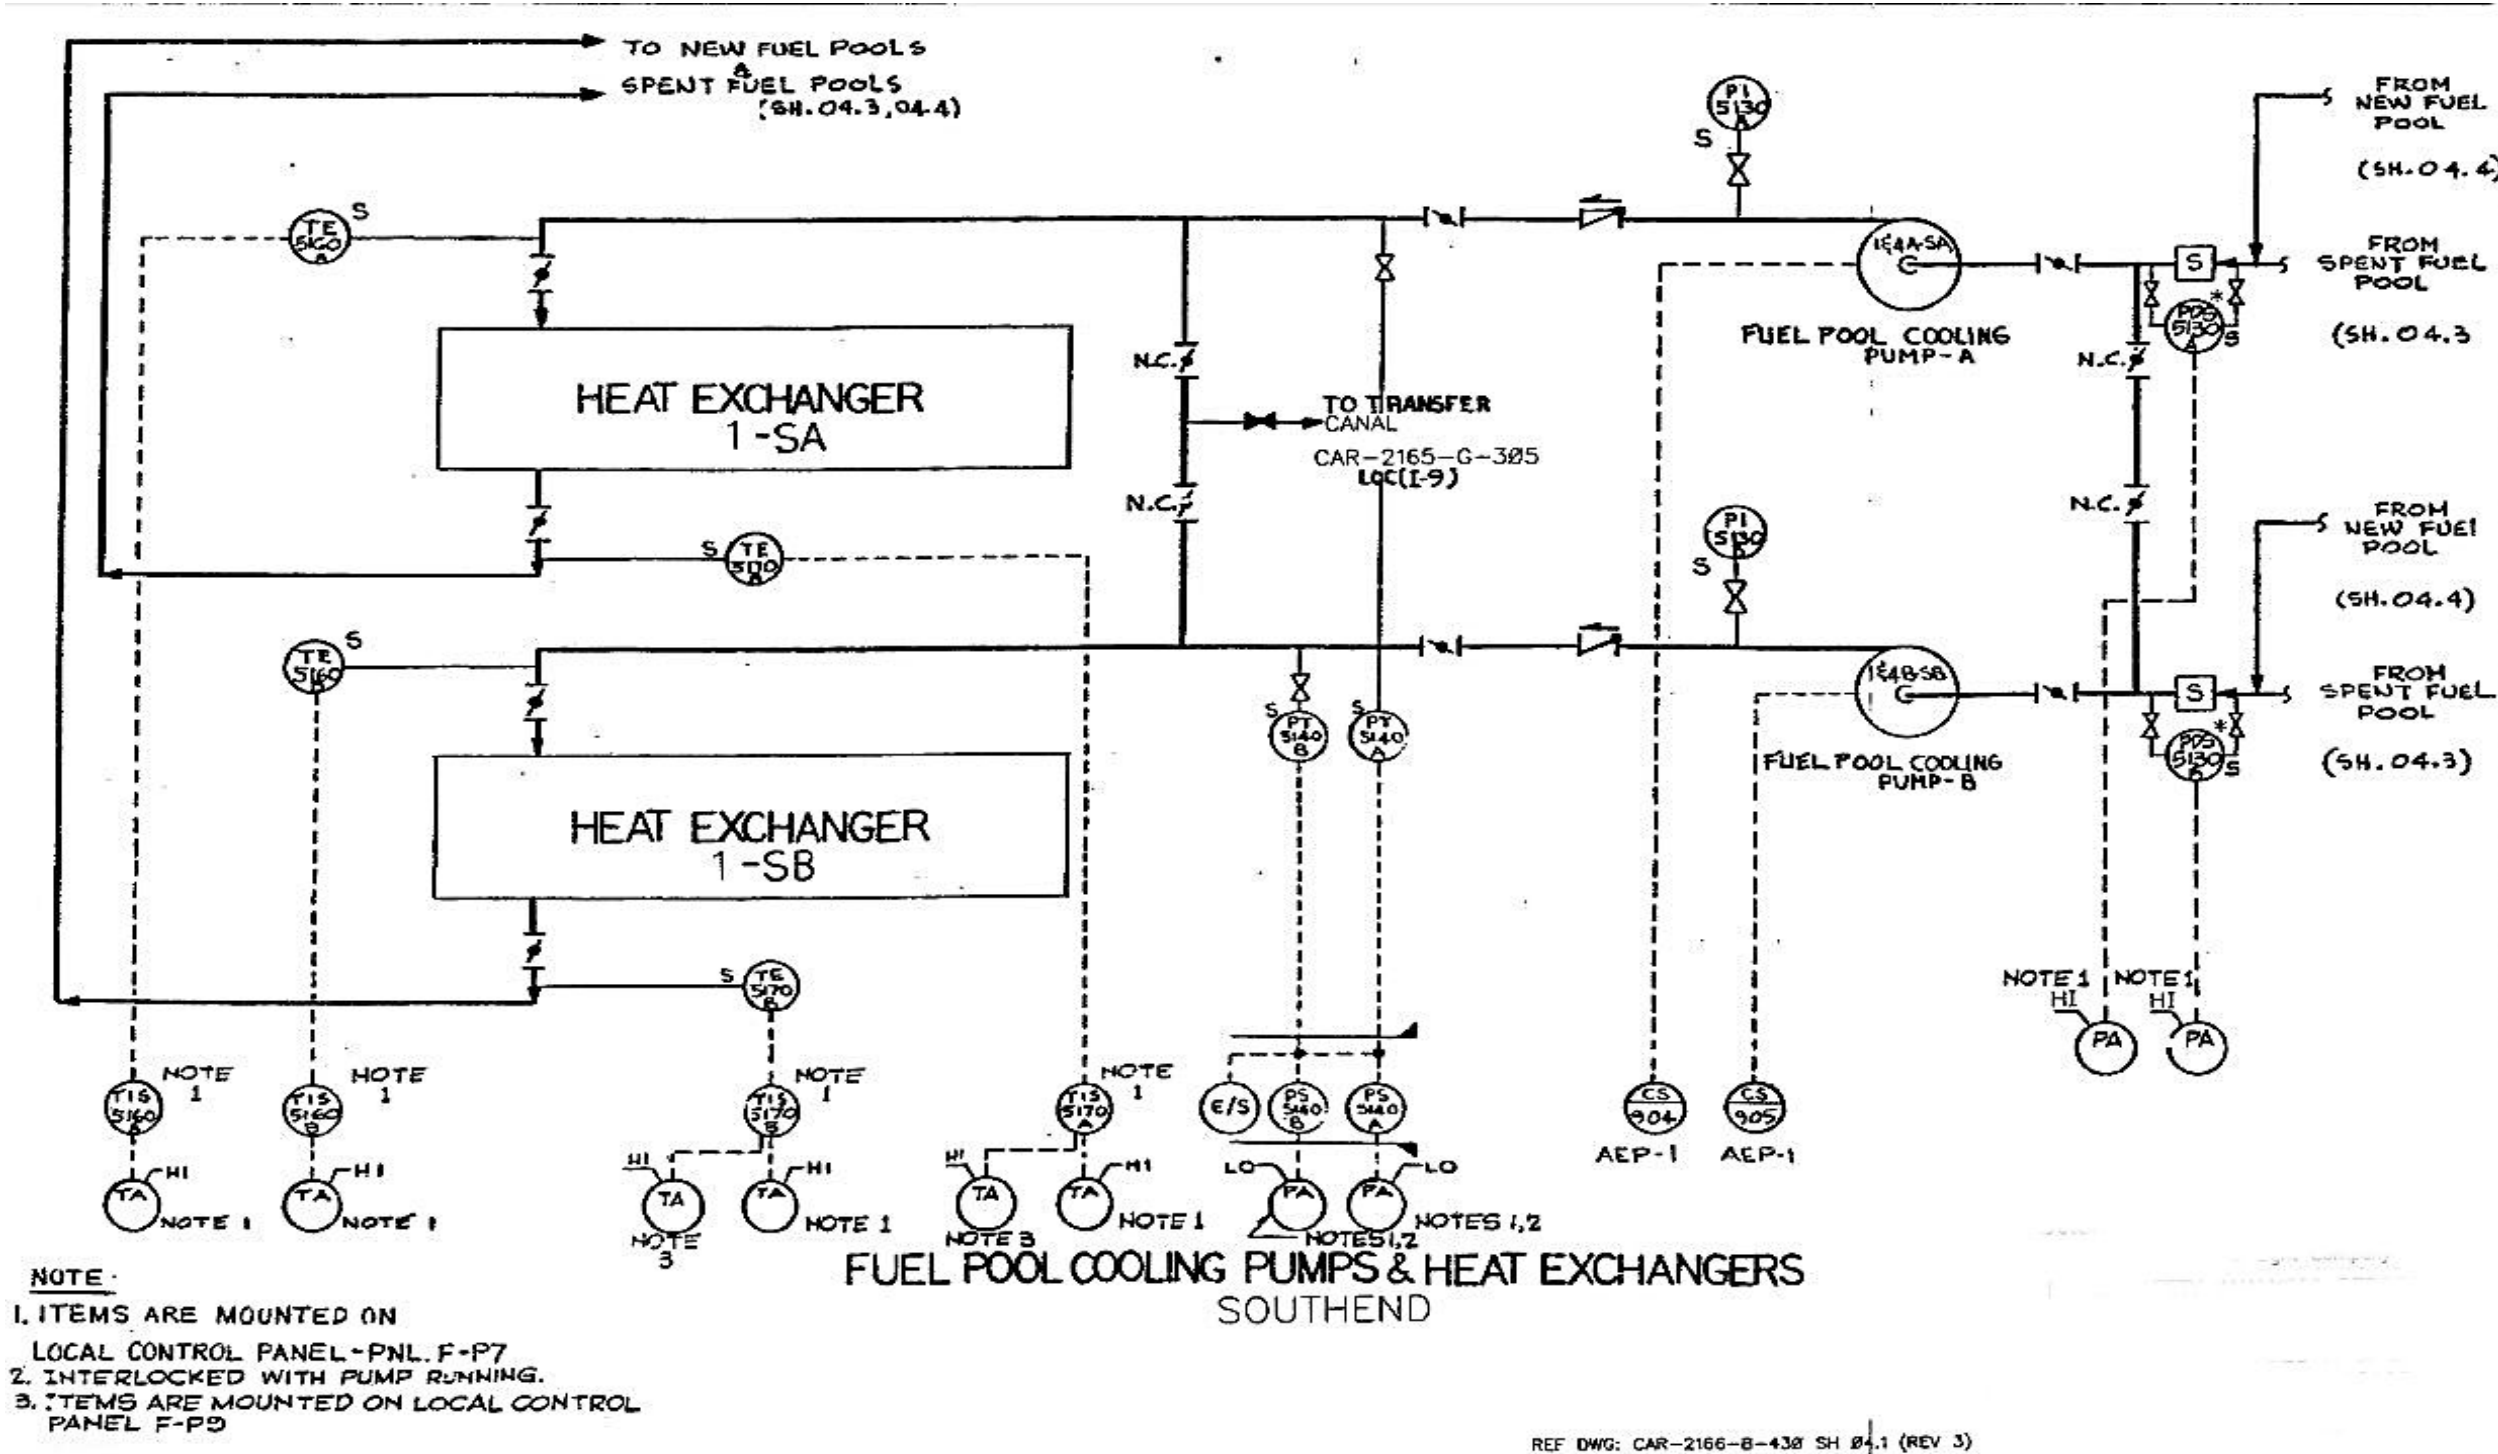 TO NEW FUEL POOLS
&
SPENT FUEL POOLS
(SH.04.3,04.4)
PI
5130
A
S
FROM
NEW FUEL
POOL
(SH.04.4)
TE
5160
A
S
1&4A-SA
C
S
FROM
SPENT FUEL
POOL
(SH.04.3
FUEL POOL COOLING
PUMP-A
PDS
5130
A
*
S
N.C.
N.C.
HEAT EXCHANGER
1-SA
TO TRANSFER
CANAL
CAR-2165-G-305
LOC(I-9)
N.C.
N.C.
S
TE
5170
A
PI
5130
S
FROM
NEW FUEL
POOL
(SH.04.4)
TE
5160
B
S
1&4B-SB
C
S
FROM
SPENT FUEL
POOL
(SH.04.3)
S
PT
5140
B
S
PT
5140
A
FUEL POOL COOLING
PUMP-B
PDS
5130
B
*
S
HEAT EXCHANGER
1-SB
S
TE
5170
B
NOTE 1
HI
PA
NOTE 1
HI
PA
TIS
5160
A
NOTE
1
TIS
5160
B
NOTE
1
TIS
5170
B
NOTE
1
TIS
5170
A
NOTE
1
E/S
PS
5140
B
PS
5140
A
CS
904
AEP-1
CS
905
AEP-1
TA
HI
NOTE 1
TA
HI
NOTE 1
HI
TA
NOTE
3
TA
HI
NOTE 1
HI
TA
NOTE 3
TA
HI
NOTE 1
LO
PA
NOTES1,2
PA
LO
NOTES 1,2
FUEL POOL COOLING PUMPS & HEAT EXCHANGERS
SOUTHEND
NOTE:
1. ITEMS ARE MOUNTED ON
LOCAL CONTROL PANEL-PNL. F-P7
2. INTERLOCKED WITH PUMP RUNNING.
3. ITEMS ARE MOUNTED ON LOCAL CONTROL
PANEL F-P9
REF DWG: CAR-2166-B-430 SH 04.1 (REV 3)